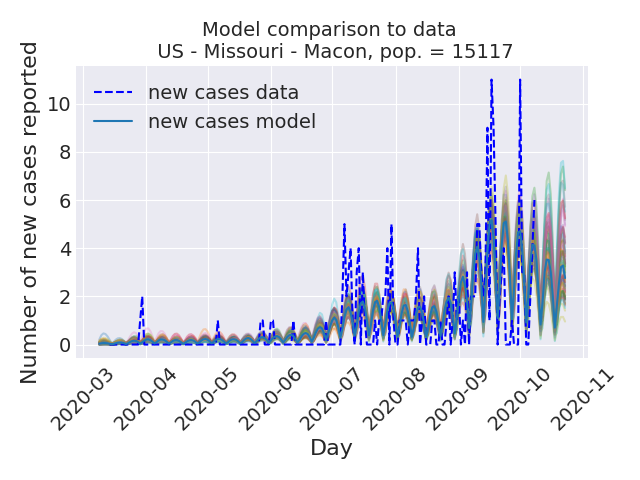 Model comparison to data
US - Missouri - Macon, pop. = 15117
Number of new cases reported
new cases data
new cases model
10
8
6
4
2
0
2020-03
2020-04
2020-05
2020-06
2020-07
2020-08
2020-09
2020-10
2020-11
Day